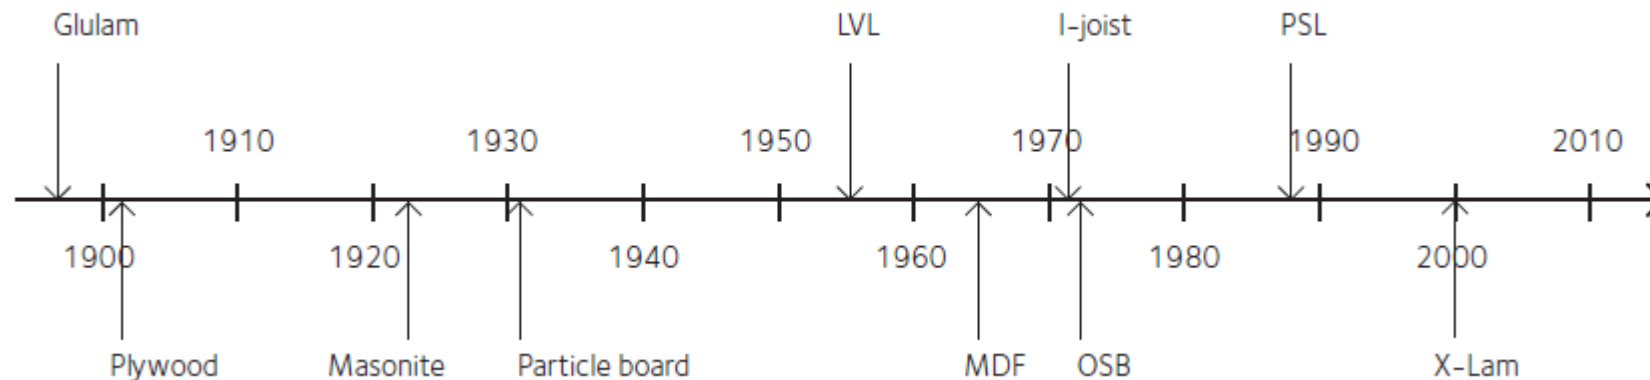 Glulam LVL I-joist PSL
1910 1930 1950 1970 1990 2010
1900 1920 1940 1960 1980 2000
Plywood Masonite Particle board MDF OSB X-Lam